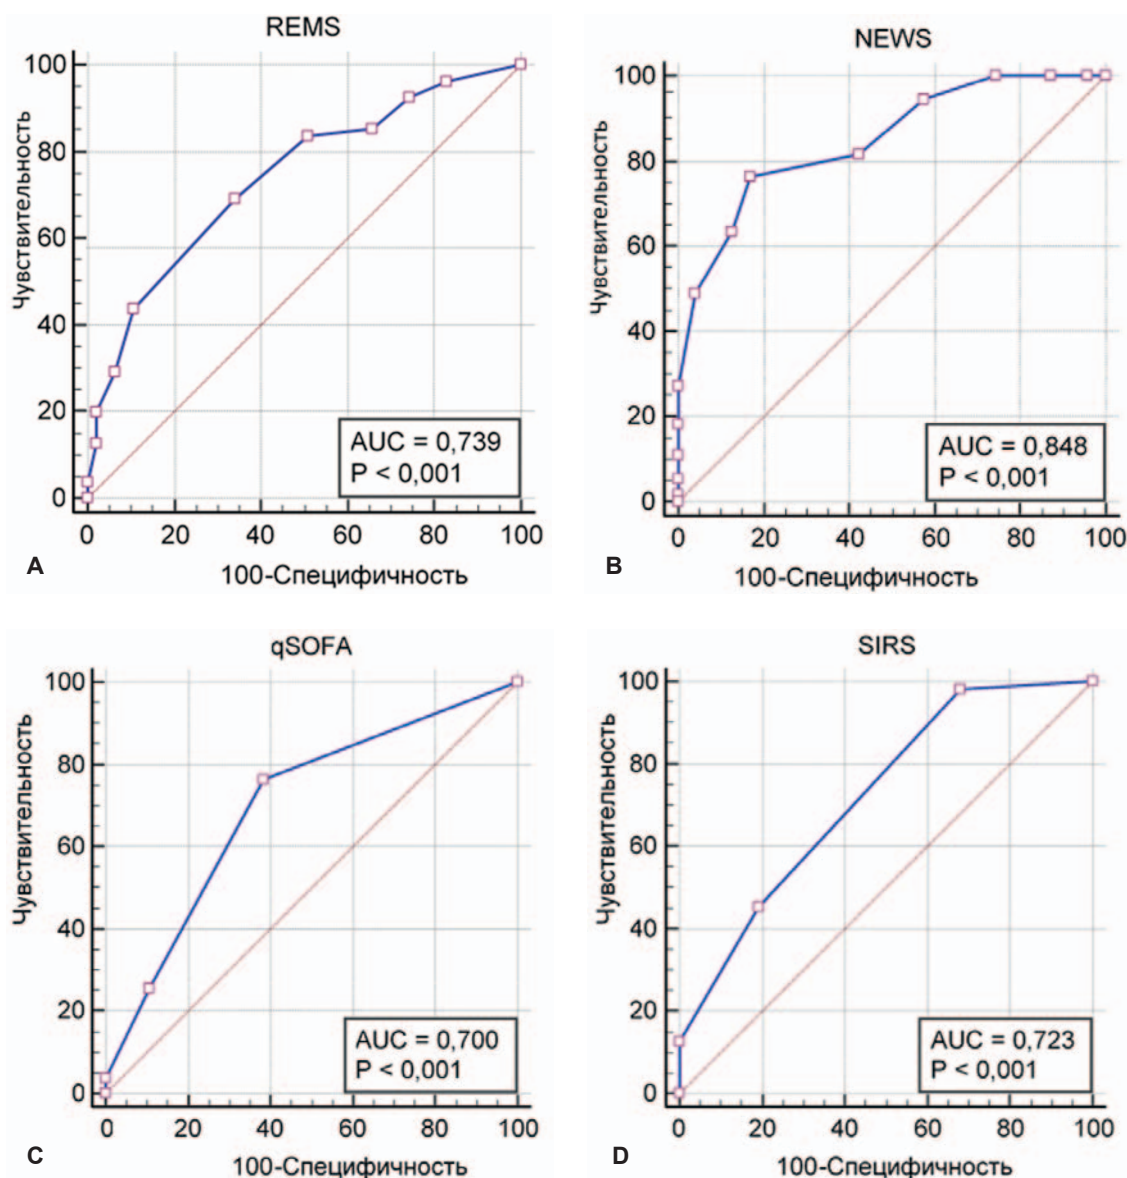 REMS
Чувствительность
100
80
60
40
20
0
AUC = 0,739
P < 0,001
0 20 40 60 80 100
A
100-Специфичность
NEWS
Чувствительность
100
80
60
40
20
0
AUC = 0,848
P < 0,001
0 20 40 60 80 100
B
100-Специфичность
qSOFA
Чувствительность
100
80
60
40
20
0
AUC = 0,700
P < 0,001
0 20 40 60 80 100
C
100-Специфичность
SIRS
Чувствительность
100
80
60
40
20
0
AUC = 0,723
P < 0,001
0 20 40 60 80 100
D
100-Специфичность